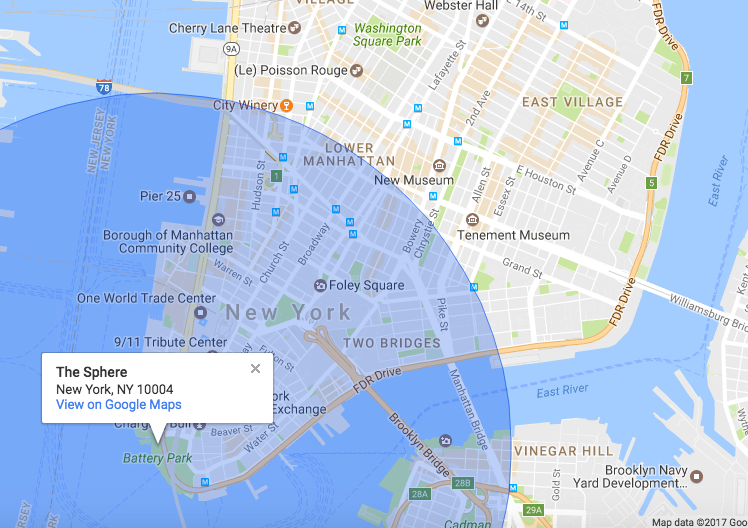 VILLAGE
Webster Hall
E 14th St
Cherry Lane Theatre
Washington
Square Park
9A
Lafayette St
FDR Drive
(Le) Poisson Rouge
7
78
2nd Ave
EAST VILLAGE
City Winery
NEW JERSEY
NEW YORK
LOWER
MANHATTAN
Avenue C
Avenue D
FDR Drive
Hudson St
1
New Museum
E Houston St
Allen St
Essex St
5
East River
Pier 25
Borough of Manhattan
Community College
Broadway
Bowery
Chrystie St
Tenement Museum
Church St
Warren St
Grand St
Foley Square
One World Trade Center
New York
Pike St
FDR Drive
Williamsburg Bri
Kent
9/11 Tribute Center
TWO BRIDGES
Fulton St
The Sphere
New York, NY 10004
View on Google Maps
FDR Drive
Manhattan Bridge
East River
ork
Exchange
Beaver St
Water St
Brooklyn Bridge
Battery Park
VINEGAR HILL
Gold St
Brooklyn Navy
Yard Development...
28B
28A
29A
Cadman
Map data ©2017 Goo